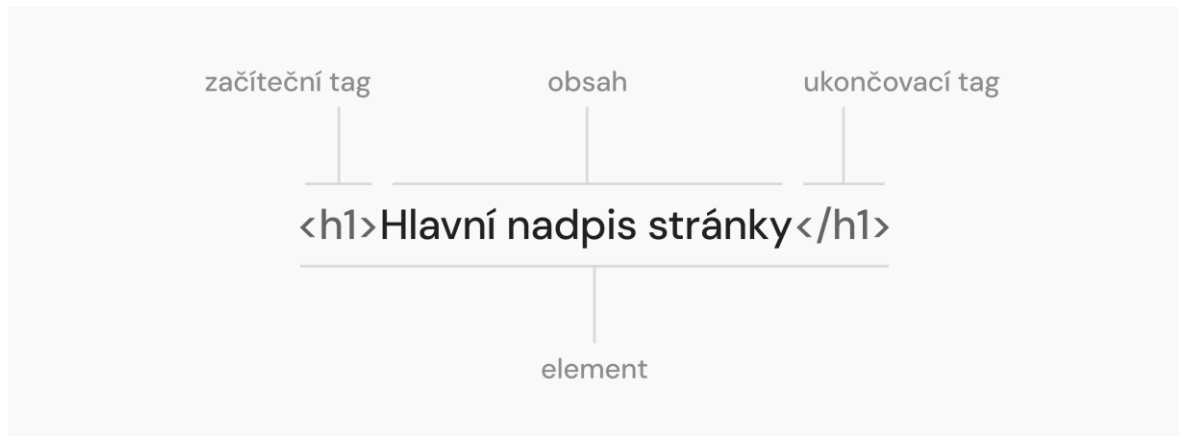 začíteční tag
obsah
ukončovací tag
<h1>Hlavní nadpis stránky</h1>
element